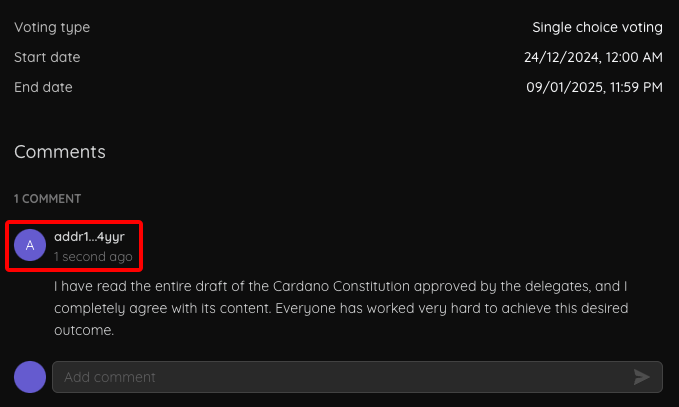 Voting type Single choice voting
Start date 24/12/2024, 12:00 AM
End date 09/01/2025, 11:59 PM
Comments
1 COMMENT
A addr1...4yyr
1 second ago
I have read the entire draft of the Cardano Constitution approved by the delegates, and I
completely agree with its content. Everyone has worked very hard to achieve this desired
outcome.
Add comment